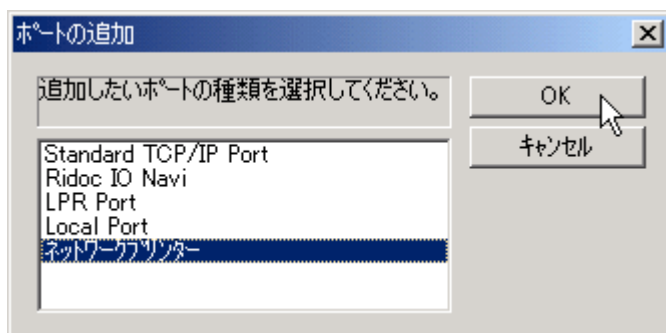 ﾎﾟｰﾄの追加
追加したいﾎﾟｰﾄの種類を選択してください。
OK
ｷｬﾝｾﾙ
Standard TCP/IP Port
Ridoc IO Navi
LPR Port
Local Port
ﾈｯﾄﾜｰｸﾌﾟﾘﾝﾀｰ